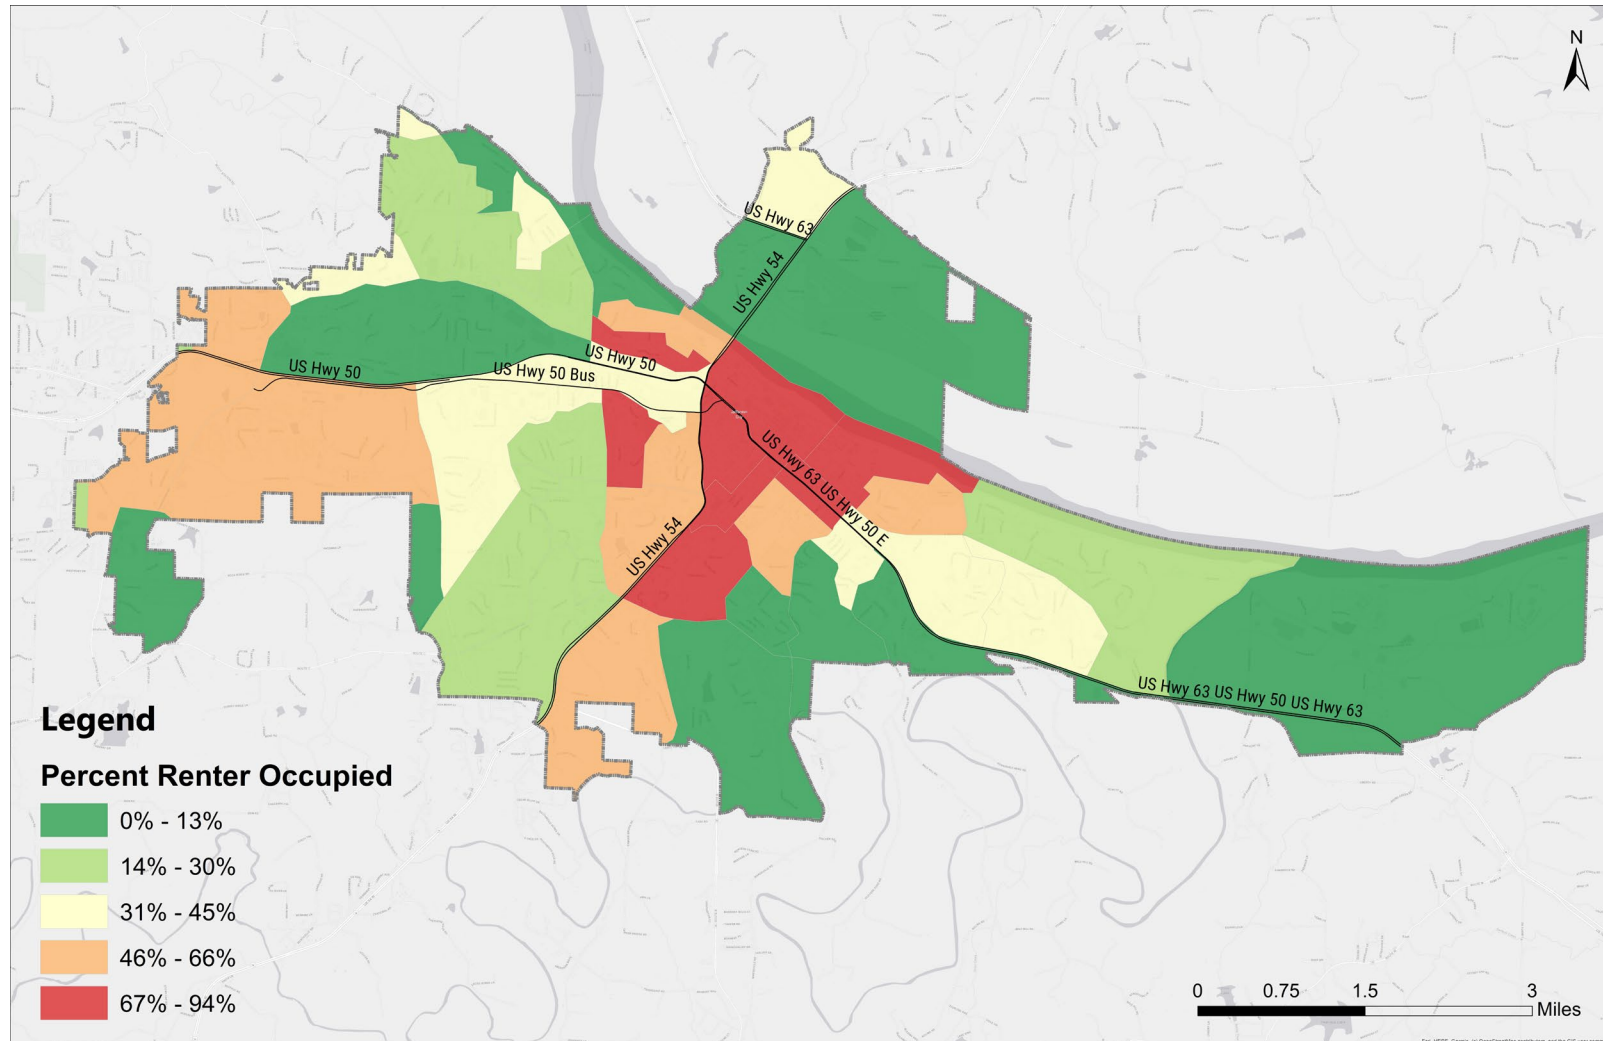 N
US Hwy 63
US Hwy 54
US Hwy 50
US Hwy 50
US Hwy 50 Bus
US Hwy 63 US Hwy 50 E
US Hwy 54
US Hwy 63 US Hwy 50 US Hwy 63
Legend
Percent Renter Occupied
0% - 13%
14% - 30%
31% - 45%
46% - 66%
67% - 94%
0 0.75 1.5 3
Miles